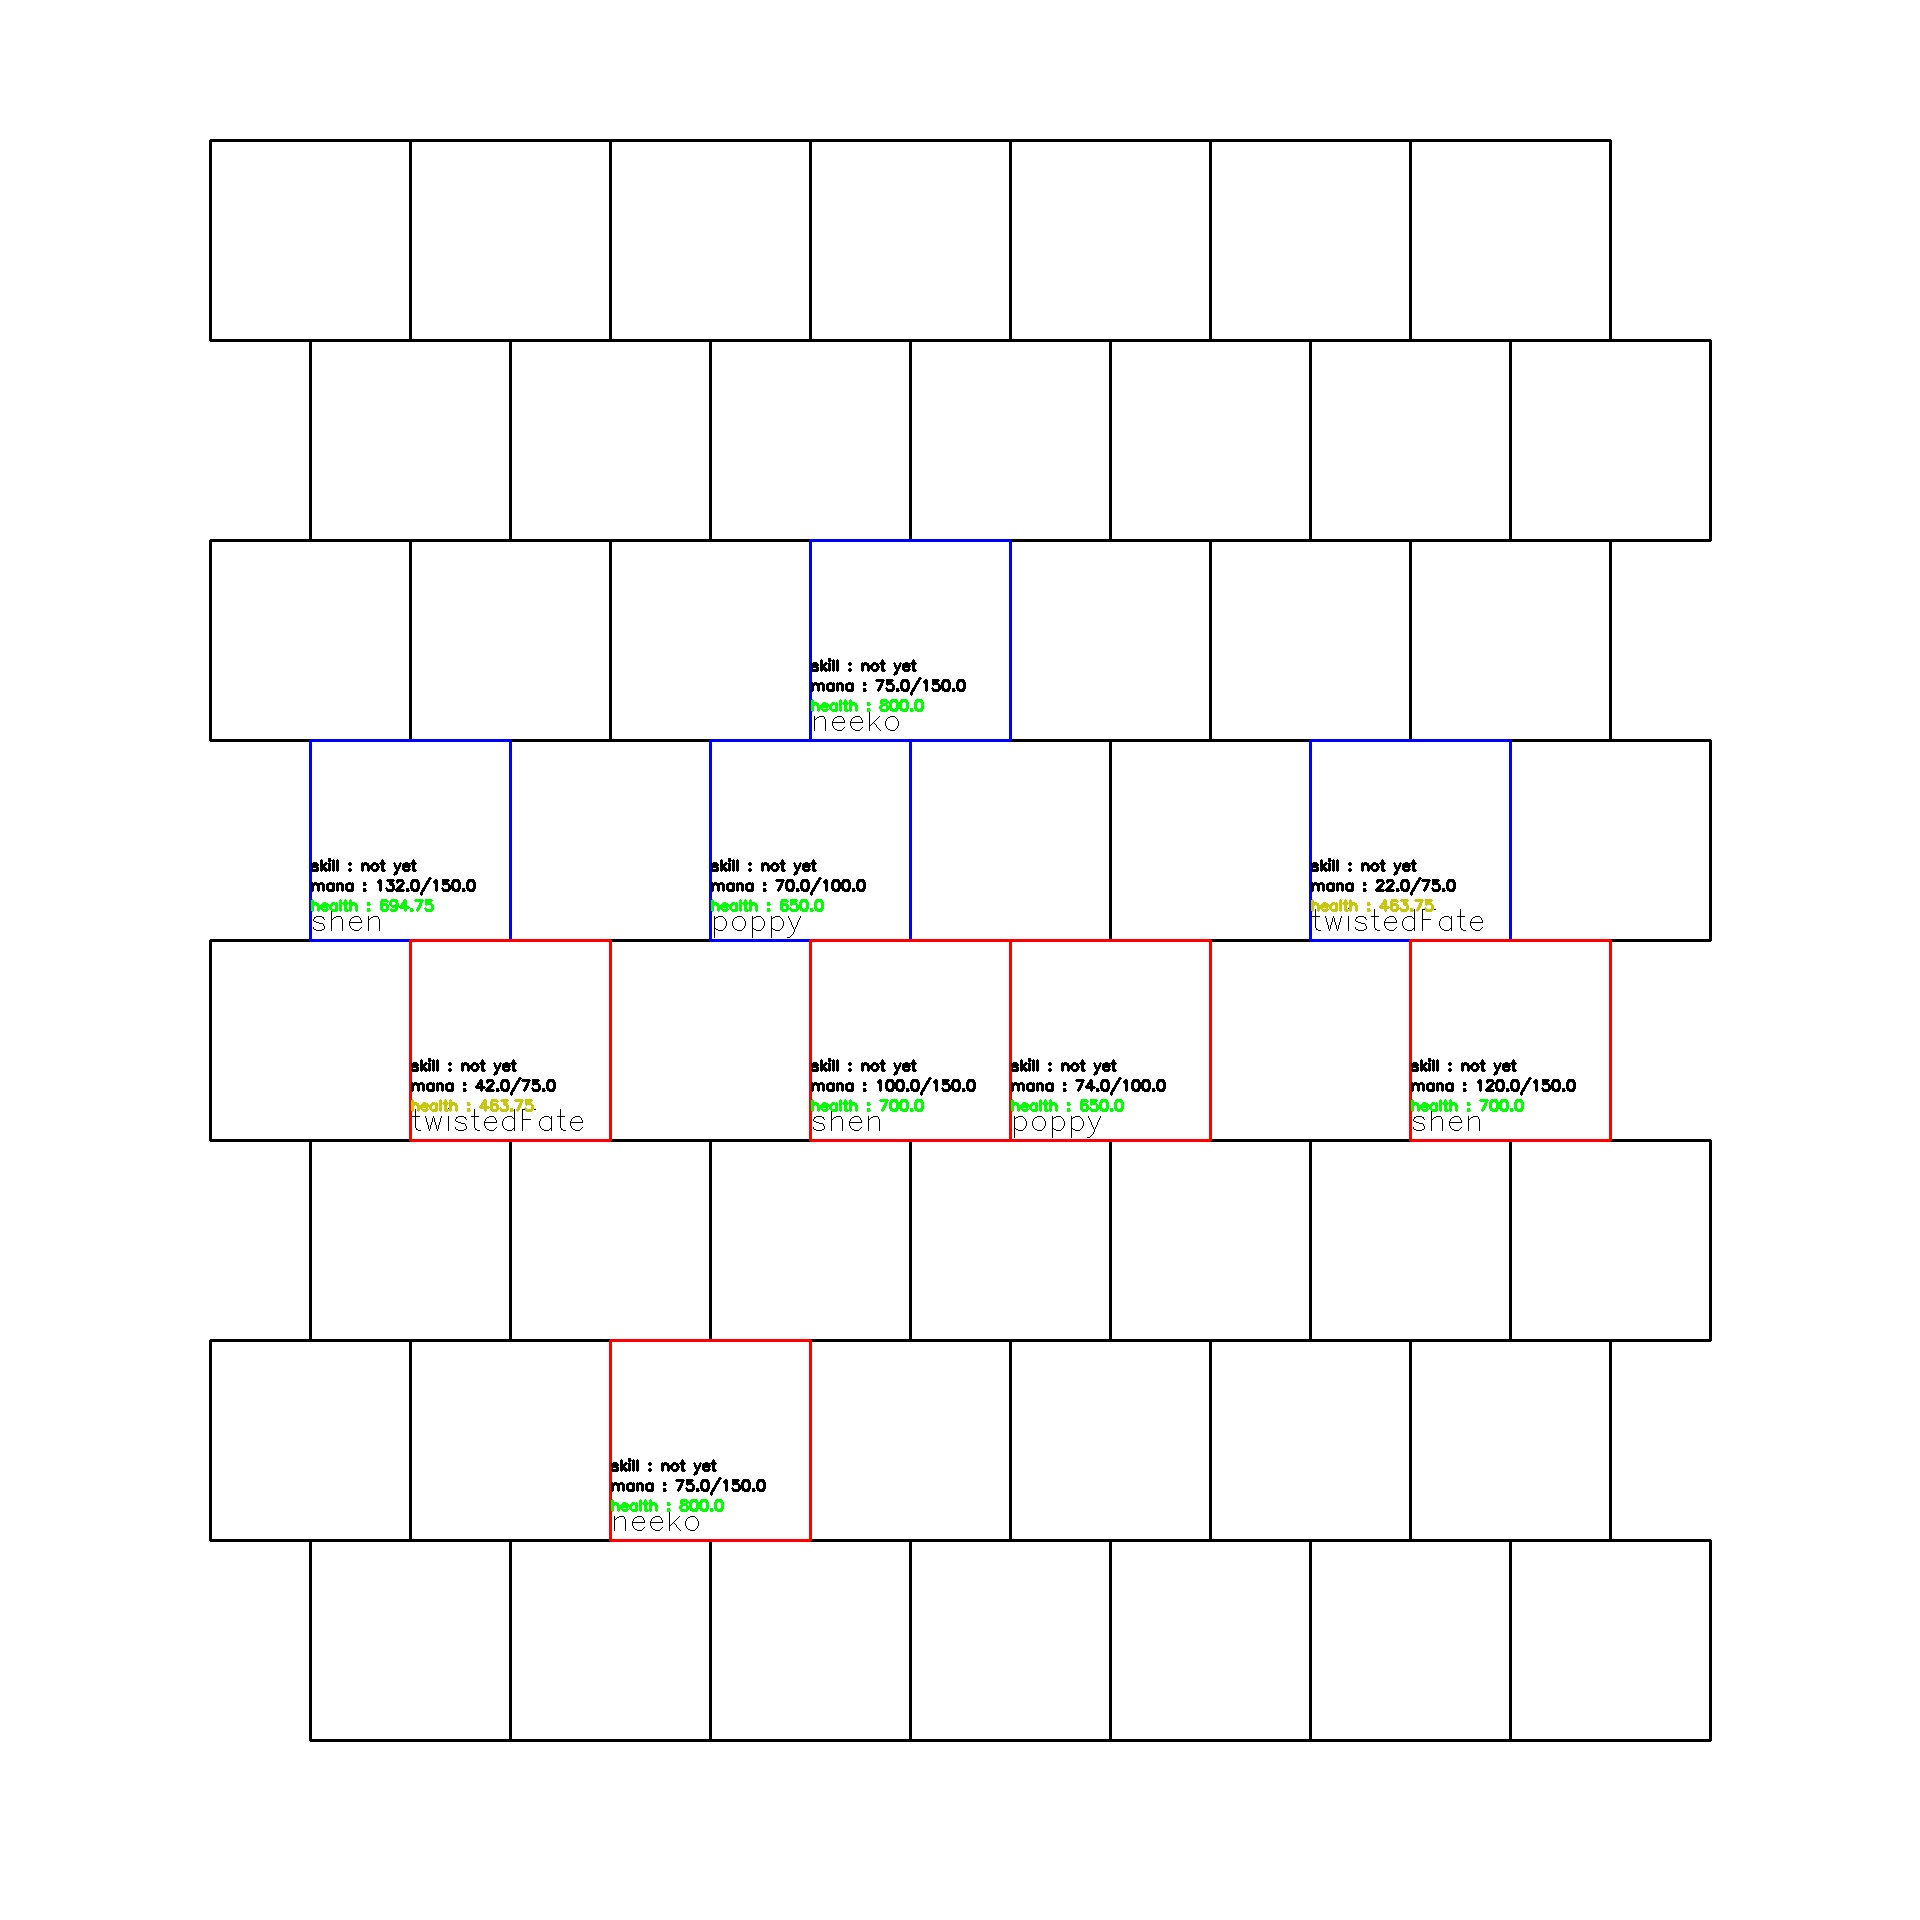 skill : not yet
mana : 75.0/150.0
health : 800.0
neeko
skill : not yet
mana : 132.0/150.0
health : 694.75
shen
skill : not yet
mana : 70.0/100.0
health : 650.0
poppy
skill : not yet
mana : 22.0/75.0
health : 463.75
twistedFate
skill : not yet
mana : 42.0/75.0
health : 463.75
twistedFate
skill : not yet
mana : 100.0/150.0
health : 700.0
shen
skill : not yet
mana : 74.0/100.0
health : 650.0
poppy
skill : not yet
mana : 120.0/150.0
health : 700.0
shen
skill : not yet
mana : 75.0/150.0
health : 800.0
neeko